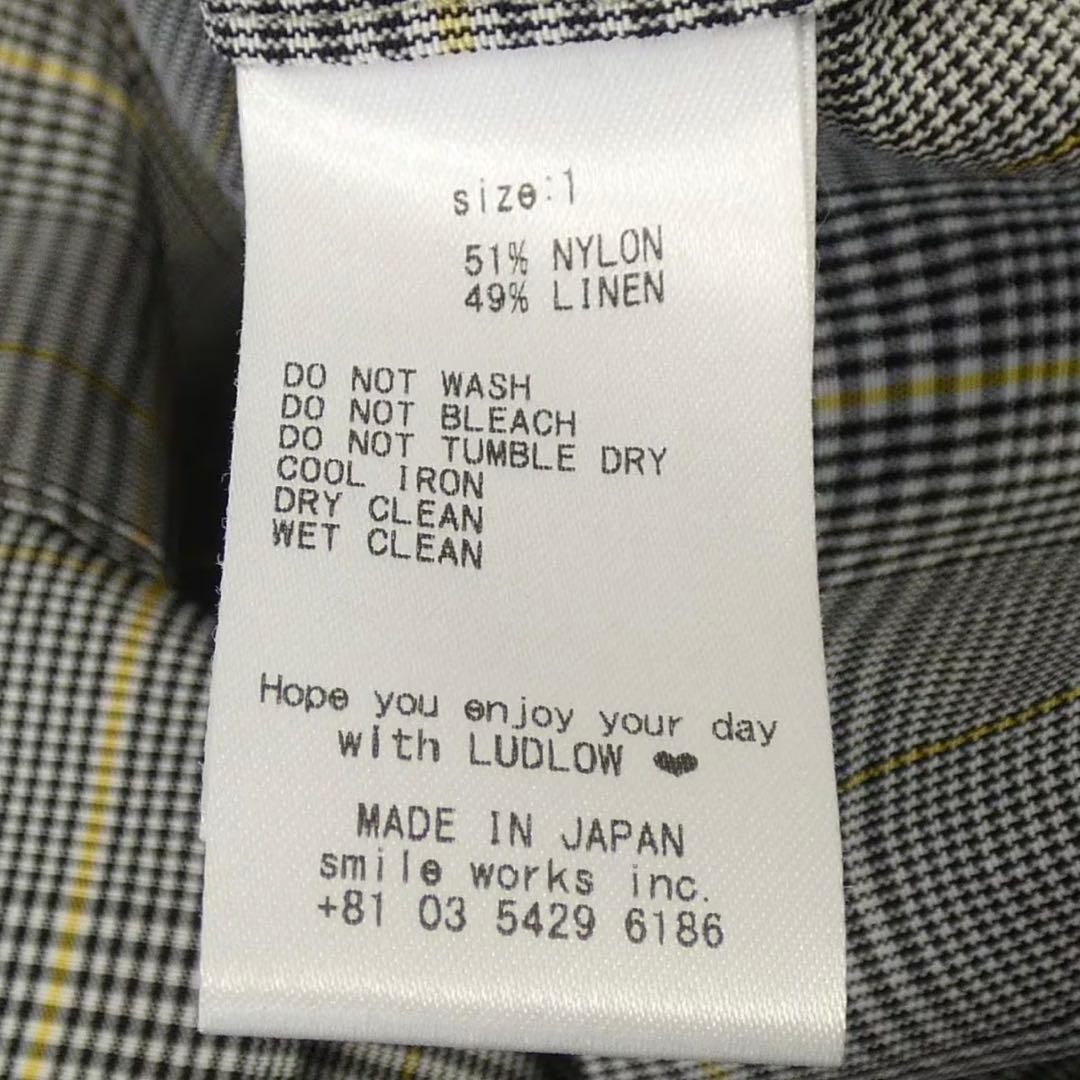 size:1
51% NYLON
49% LINEN
DO NOT WASH
DO NOT BLEACH
DO NOT TUMBLE DRY
COOL IRON
DRY CLEAN
WET CLEAN
Hope you enjoy your day
with LUDLOW ♥
MADE IN JAPAN
smile works inc.
+81 03 5429 6186